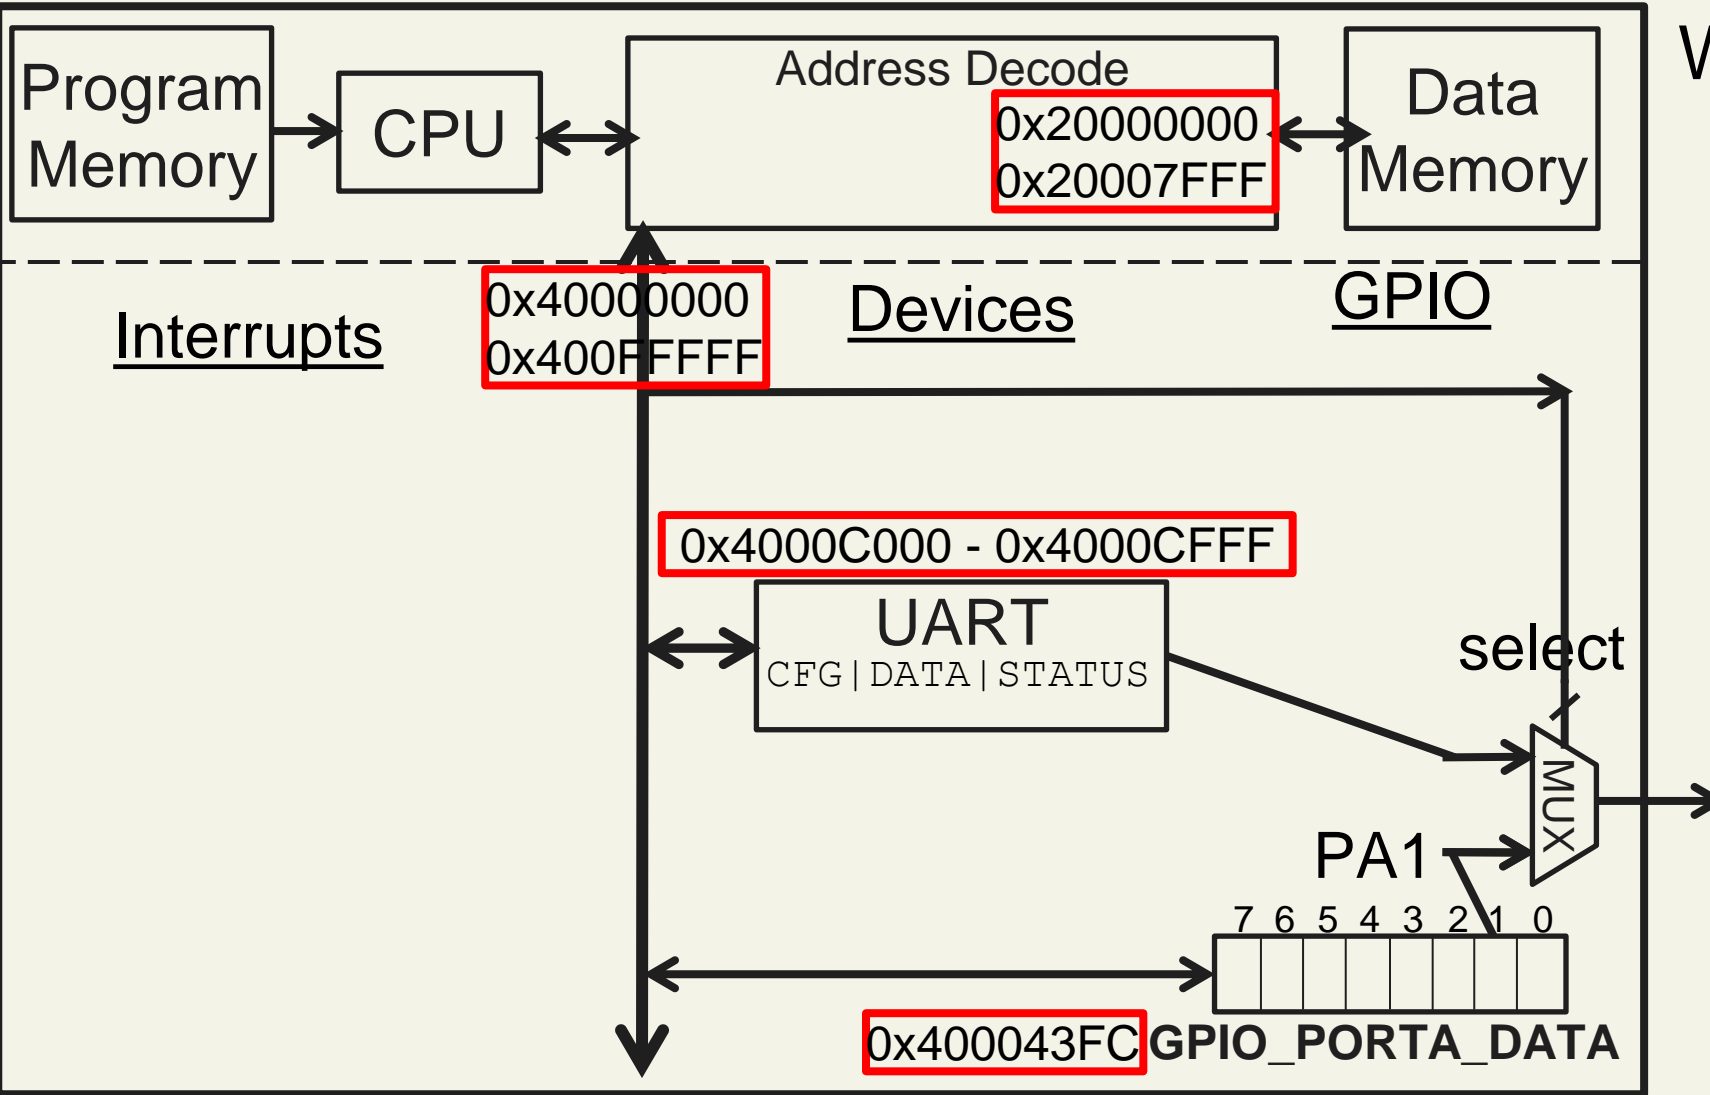 Program
Memory
CPU
Address Decode
0x20000000
0x20007FFF
Data
Memory
W
Interrupts
0x40000000
0x400FFFFF
Devices
GPIO
0x4000C000 - 0x4000CFFF
UART
CFG|DATA|STATUS
select
MUX
PA1
7 6 5 4 3 2 1 0
0x400043FC GPIO_PORTA_DATA